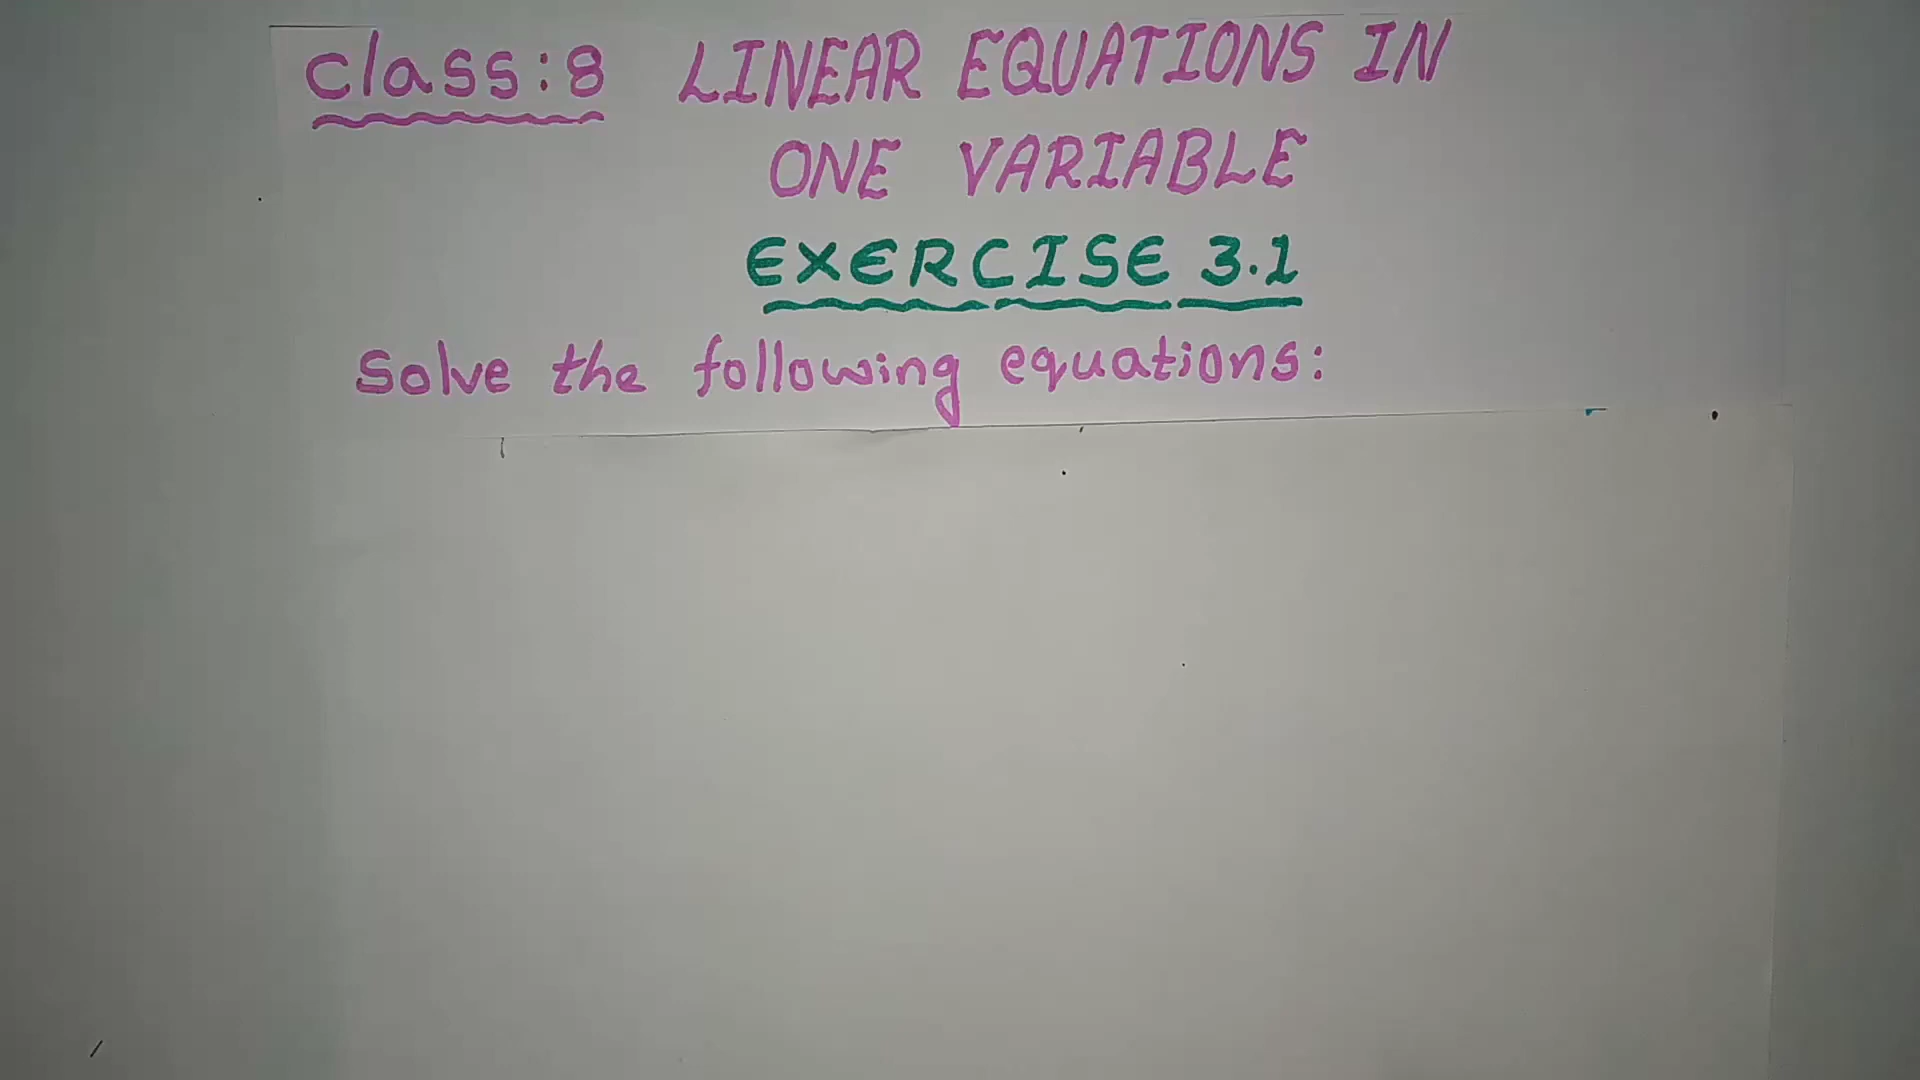 Class:8 LINEAR EQUATIONS IN
ONE VARIABLE
EXERCISE 3.1
Solve the following equations: